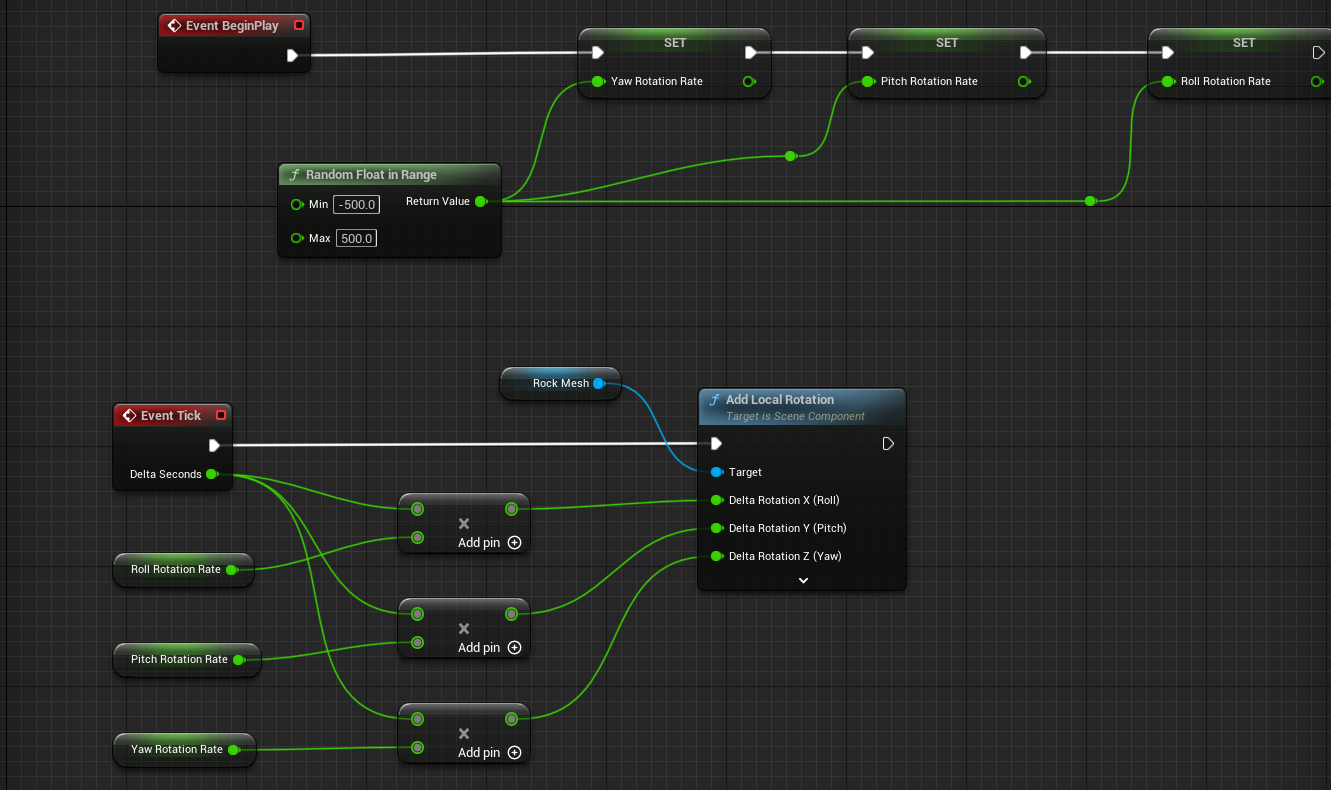 Event BeginPlay
SET
Yaw Rotation Rate
SET
Pitch Rotation Rate
SET
Roll Rotation Rate
f Random Float in Range
Min -500.0
Return Value
Max 500.0
Rock Mesh
Event Tick
Delta Seconds
f Add Local Rotation
Target is Scene Component
Target
Delta Rotation X (Roll)
Delta Rotation Y (Pitch)
Delta Rotation Z (Yaw)
Roll Rotation Rate
Pitch Rotation Rate
Yaw Rotation Rate
×
Add pin
×
Add pin
×
Add pin